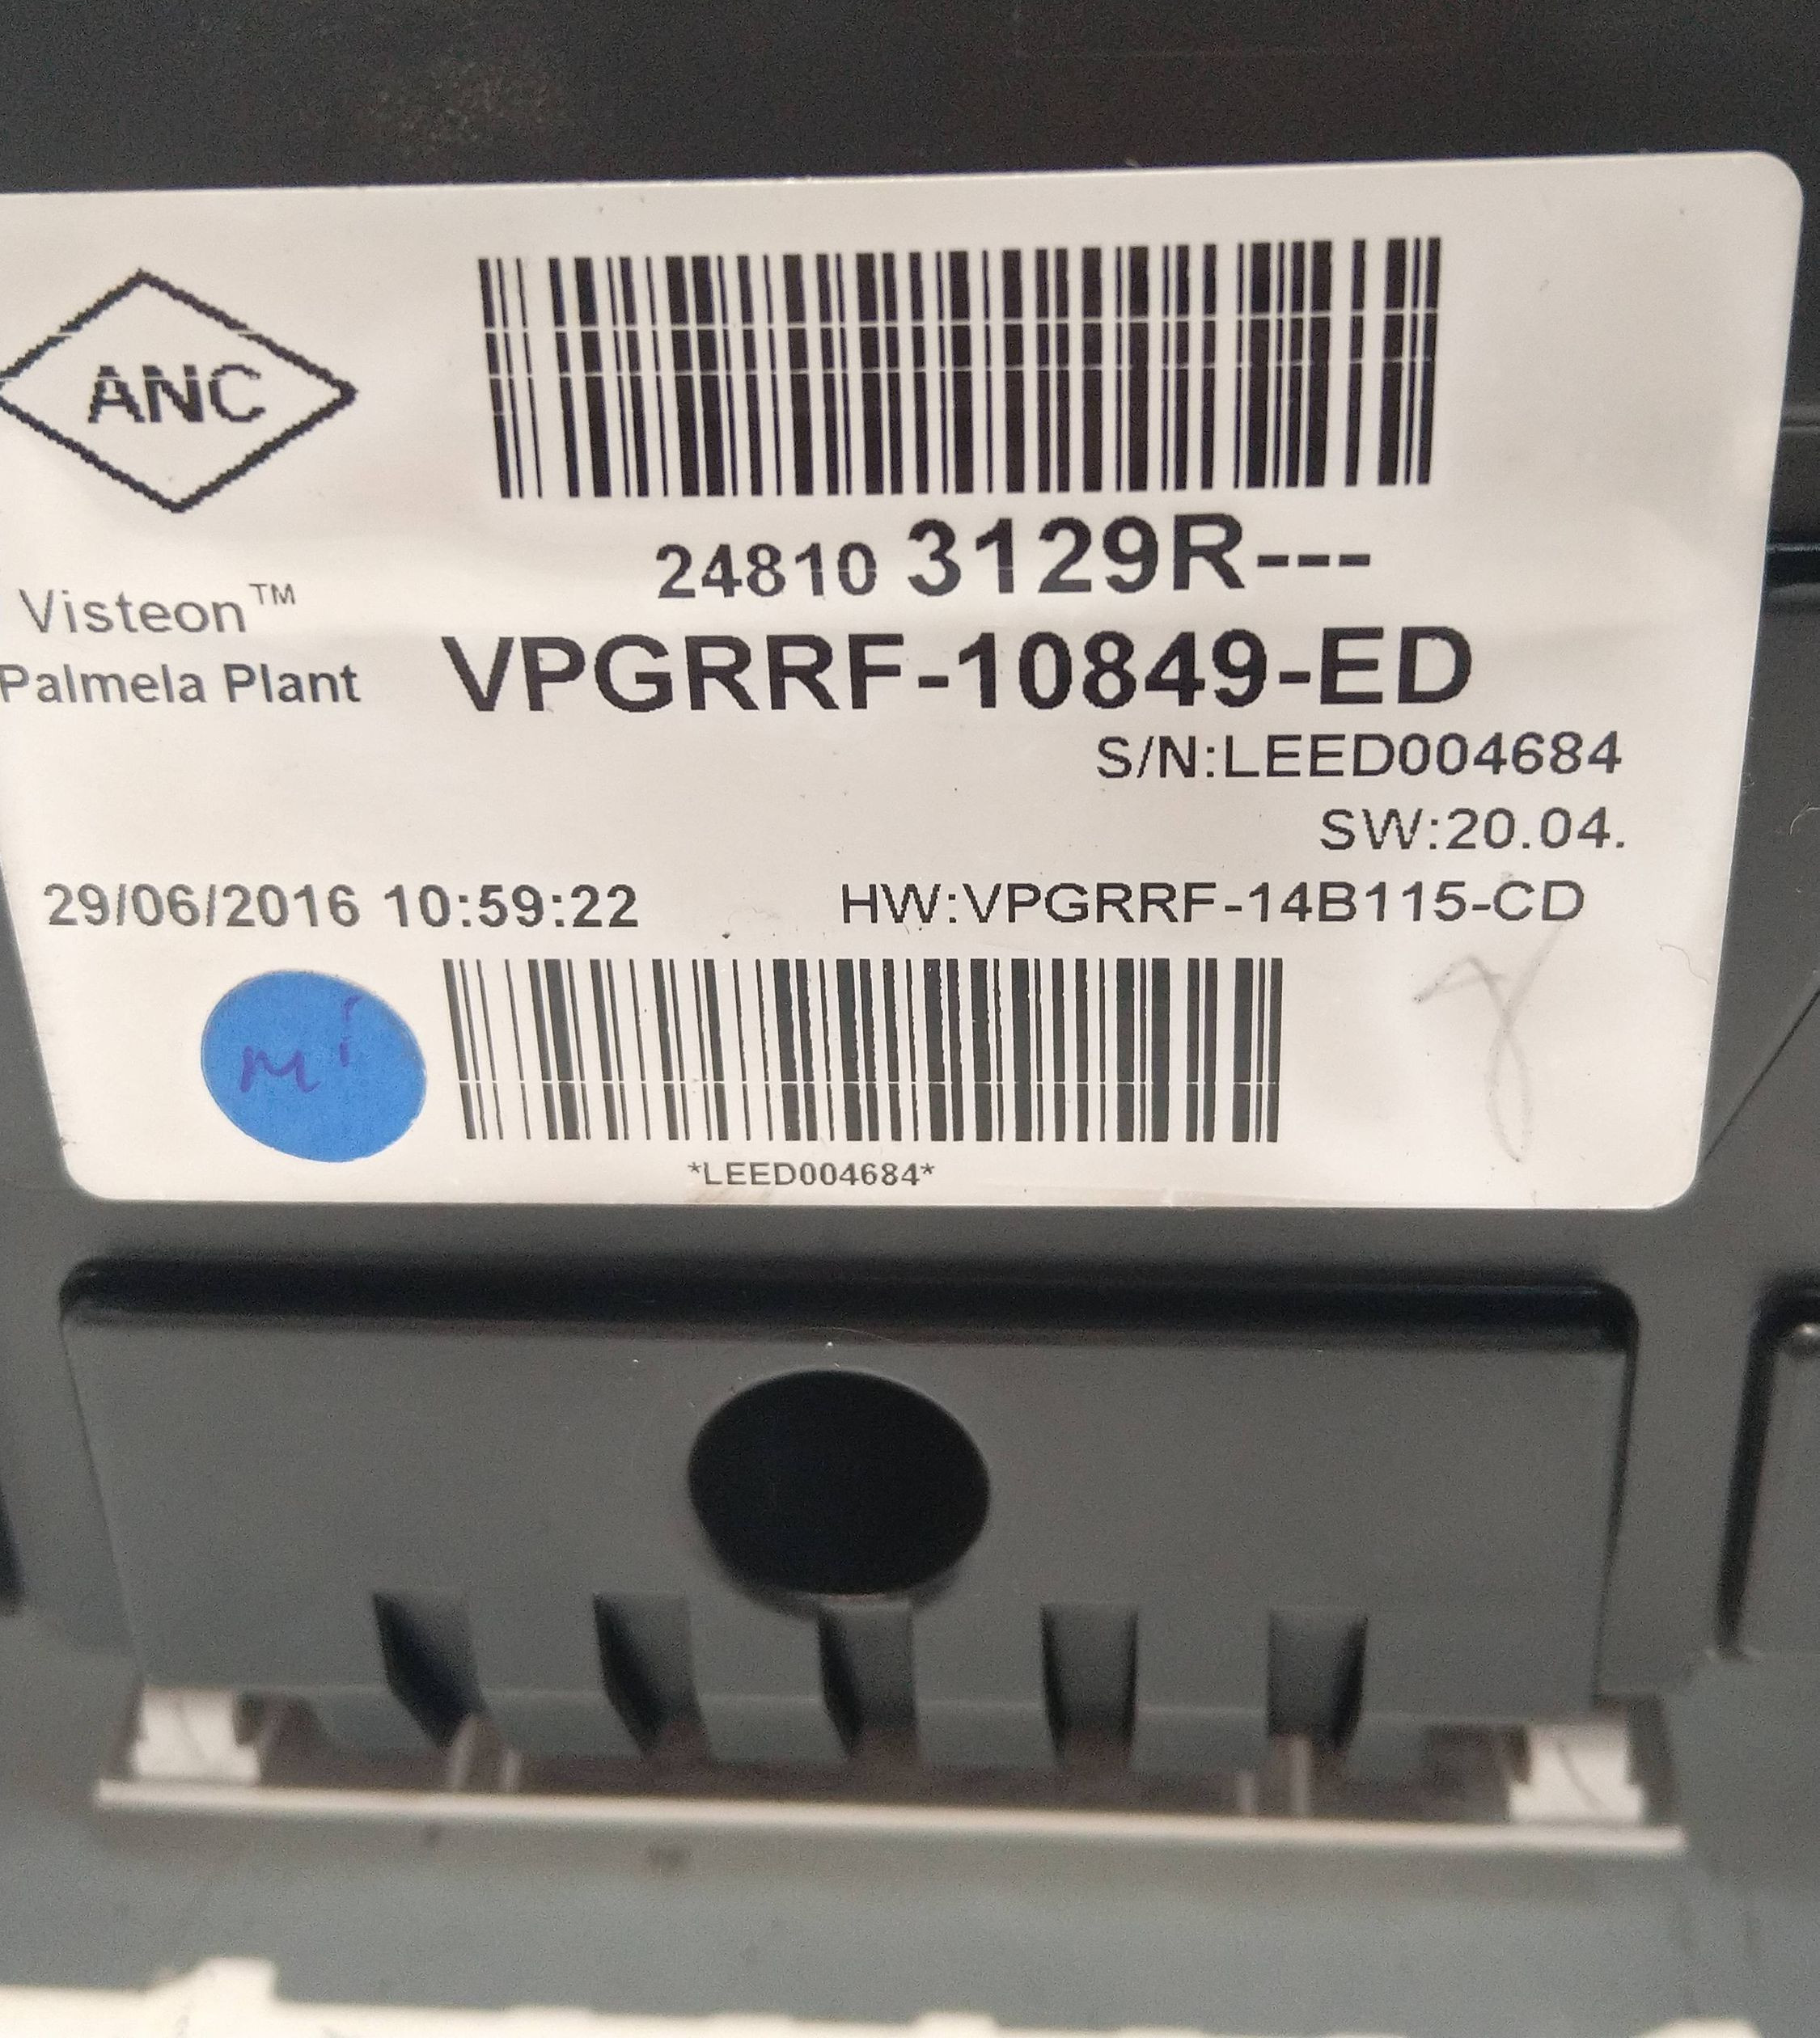 ANC
24810 3129R---
Visteon™
Palmela Plant
VPGRRF-10849-ED
S/N:LEED004684
SW:20.04.
29/06/2016 10:59:22
HW:VPGRRF-14B115-CD
*LEED004684*